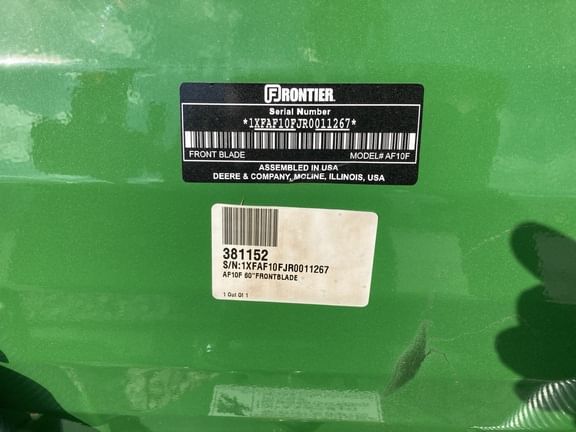 FRONTIER
Serial Number
*1XFAF10FJR0011267*
FRONT BLADE MODEL# AF10F
ASSEMBLED IN USA
DEERE & COMPANY, MOLINE, ILLINOIS, USA
381152
S/N:1XFAF10FJR0011267
AF10F 60"FRONTBLADE
1 Out Of 1